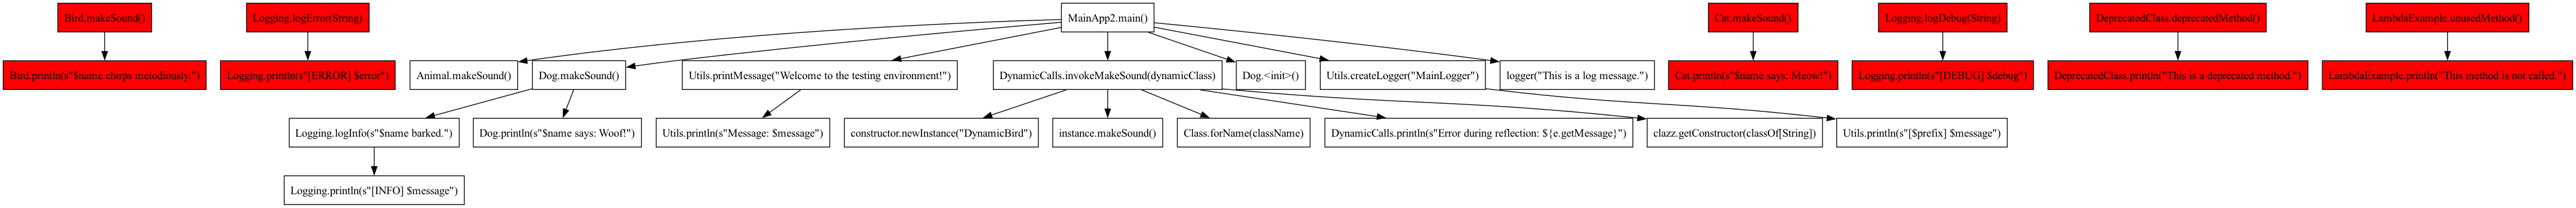 Bird.makeSound()
Logging.logError(String)
MainApp2.main()
Cat.makeSound()
Logging.logDebug(String)
DeprecatedClass.deprecatedMethod()
LambdaExample.unusedMethod()
Bird.println(s"$name chirps melodiously.")
Logging.println(s"[ERROR] $error")
Animal.makeSound()
Dog.makeSound()
Utils.printMessage("Welcome to the testing environment!")
DynamicCalls.invokeMakeSound(dynamicClass)
Dog.<init>()
Utils.createLogger("MainLogger")
logger("This is a log message.")
Cat.println(s"$name says: Meow!")
Logging.println(s"[DEBUG] $debug")
DeprecatedClass.println("This is a deprecated method.")
LambdaExample.println("This method is not called.")
Logging.logInfo(s"$name barked.")
Dog.println(s"$name says: Woof!")
Utils.println(s"Message: $message")
constructor.newInstance("DynamicBird")
instance.makeSound()
Class.forName(className)
DynamicCalls.println(s"Error during reflection: ${e.getMessage}")
clazz.getConstructor(classOf[String])
Utils.println(s"[$prefix] $message")
Logging.println(s"[INFO] $message")